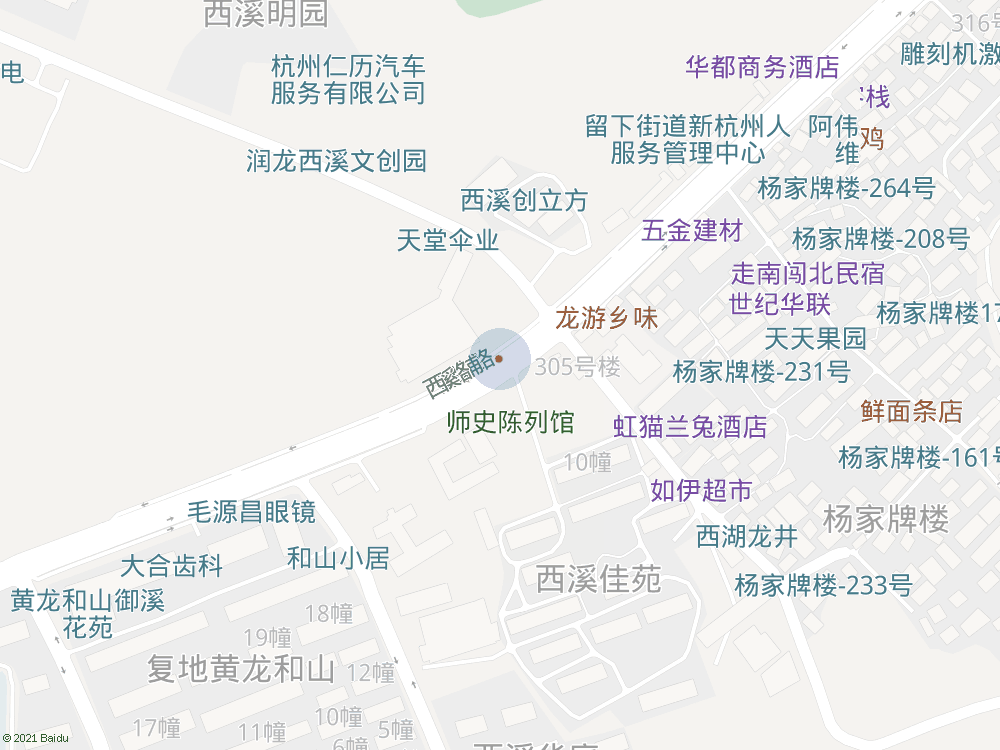 西溪明园
316号
雕刻机激
电
杭州仁历汽车
服务有限公司
华都商务酒店
栈
留下街道新杭州人
服务管理中心
阿伟
维
鸡
润龙西溪文创园
西溪创立方
杨家牌楼-264号
天堂伞业
五金建材
杨家牌楼-208号
走南闯北民宿
世纪华联
杨家牌楼17
龙游乡味
天天果园
305号楼
杨家牌楼-231号
西溪
师史陈列馆
虹猫兰兔酒店
鲜面条店
10幢
杨家牌楼-161号
如伊超市
毛源昌眼镜
杨家牌楼
西湖龙井
大合齿科
和山小居
西溪佳苑
杨家牌楼-233号
黄龙和山御溪
花苑
18幢
19幢
复地黄龙和山
12幢
17幢
11幢
10幢
5幢
6幢
© 2021 Baidu